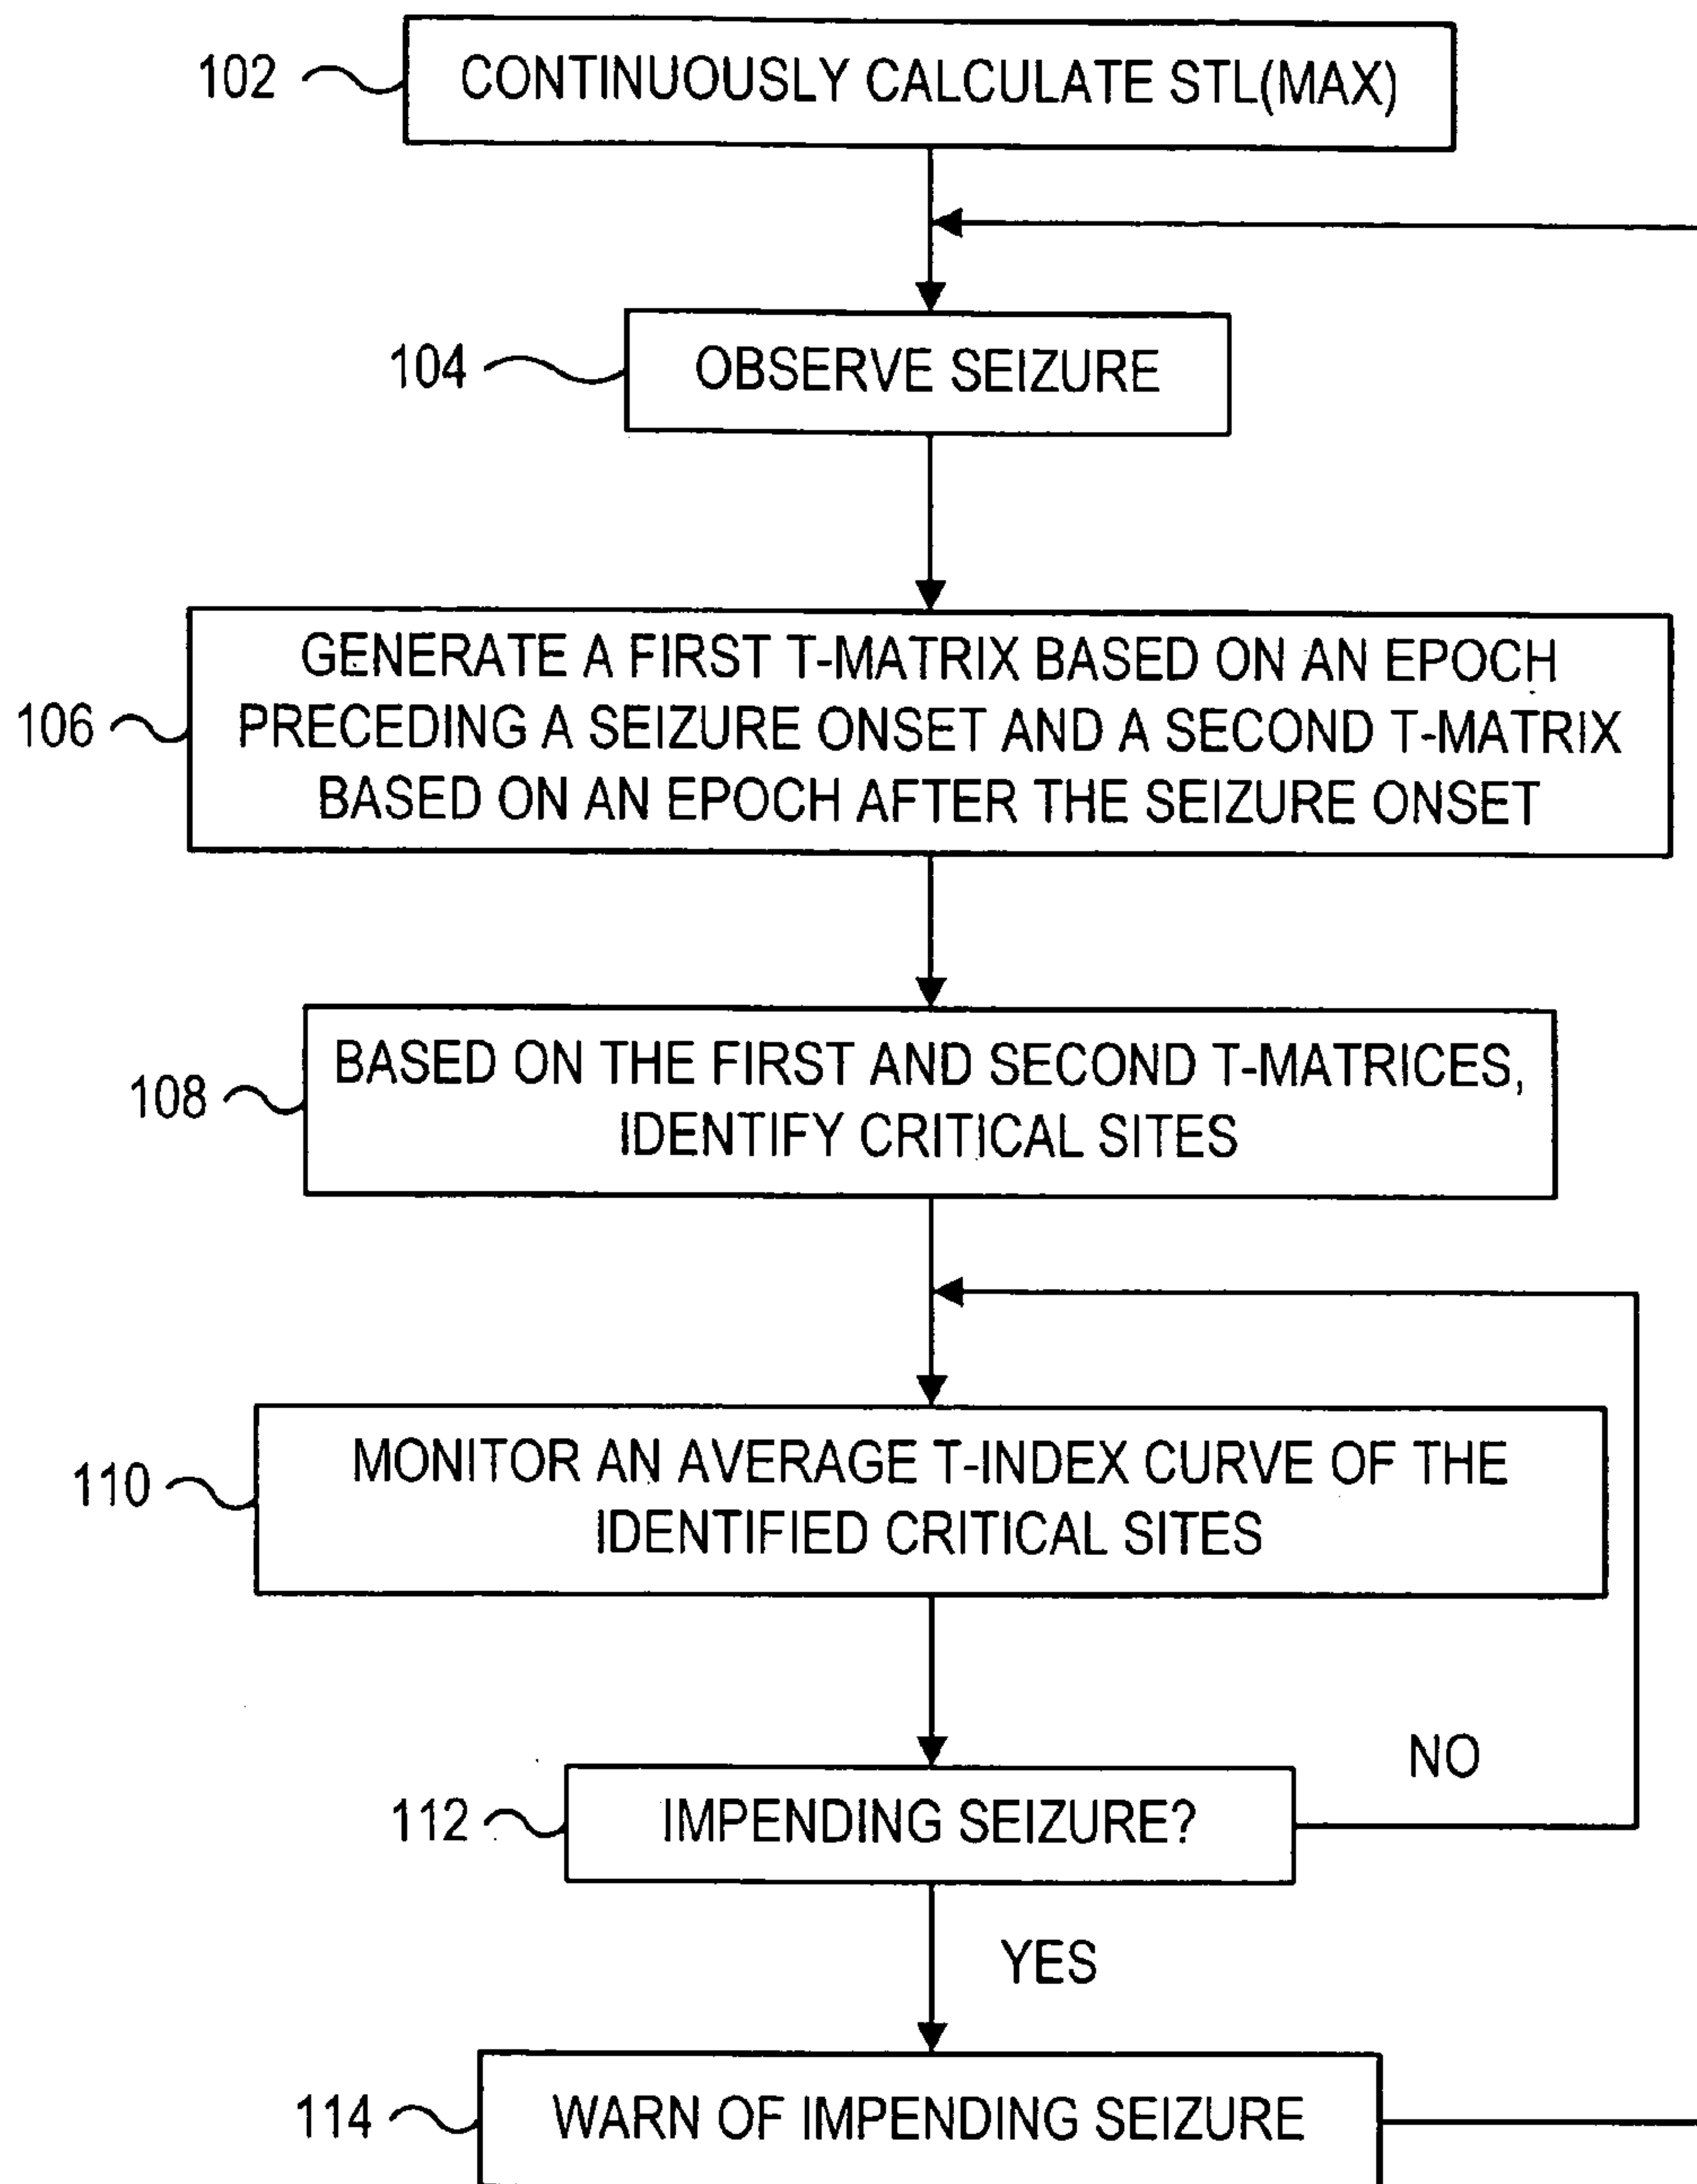 102
CONTINUOUSLY CALCULATE STL(MAX)
104
OBSERVE SEIZURE
106
GENERATE A FIRST T-MATRIX BASED ON AN EPOCH
PRECEDING A SEIZURE ONSET AND A SECOND T-MATRIX
BASED ON AN EPOCH AFTER THE SEIZURE ONSET
108
BASED ON THE FIRST AND SECOND T-MATRICES,
IDENTIFY CRITICAL SITES
110
MONITOR AN AVERAGE T-INDEX CURVE OF THE
IDENTIFIED CRITICAL SITES
NO
112
IMPENDING SEIZURE?
YES
114
WARN OF IMPENDING SEIZURE